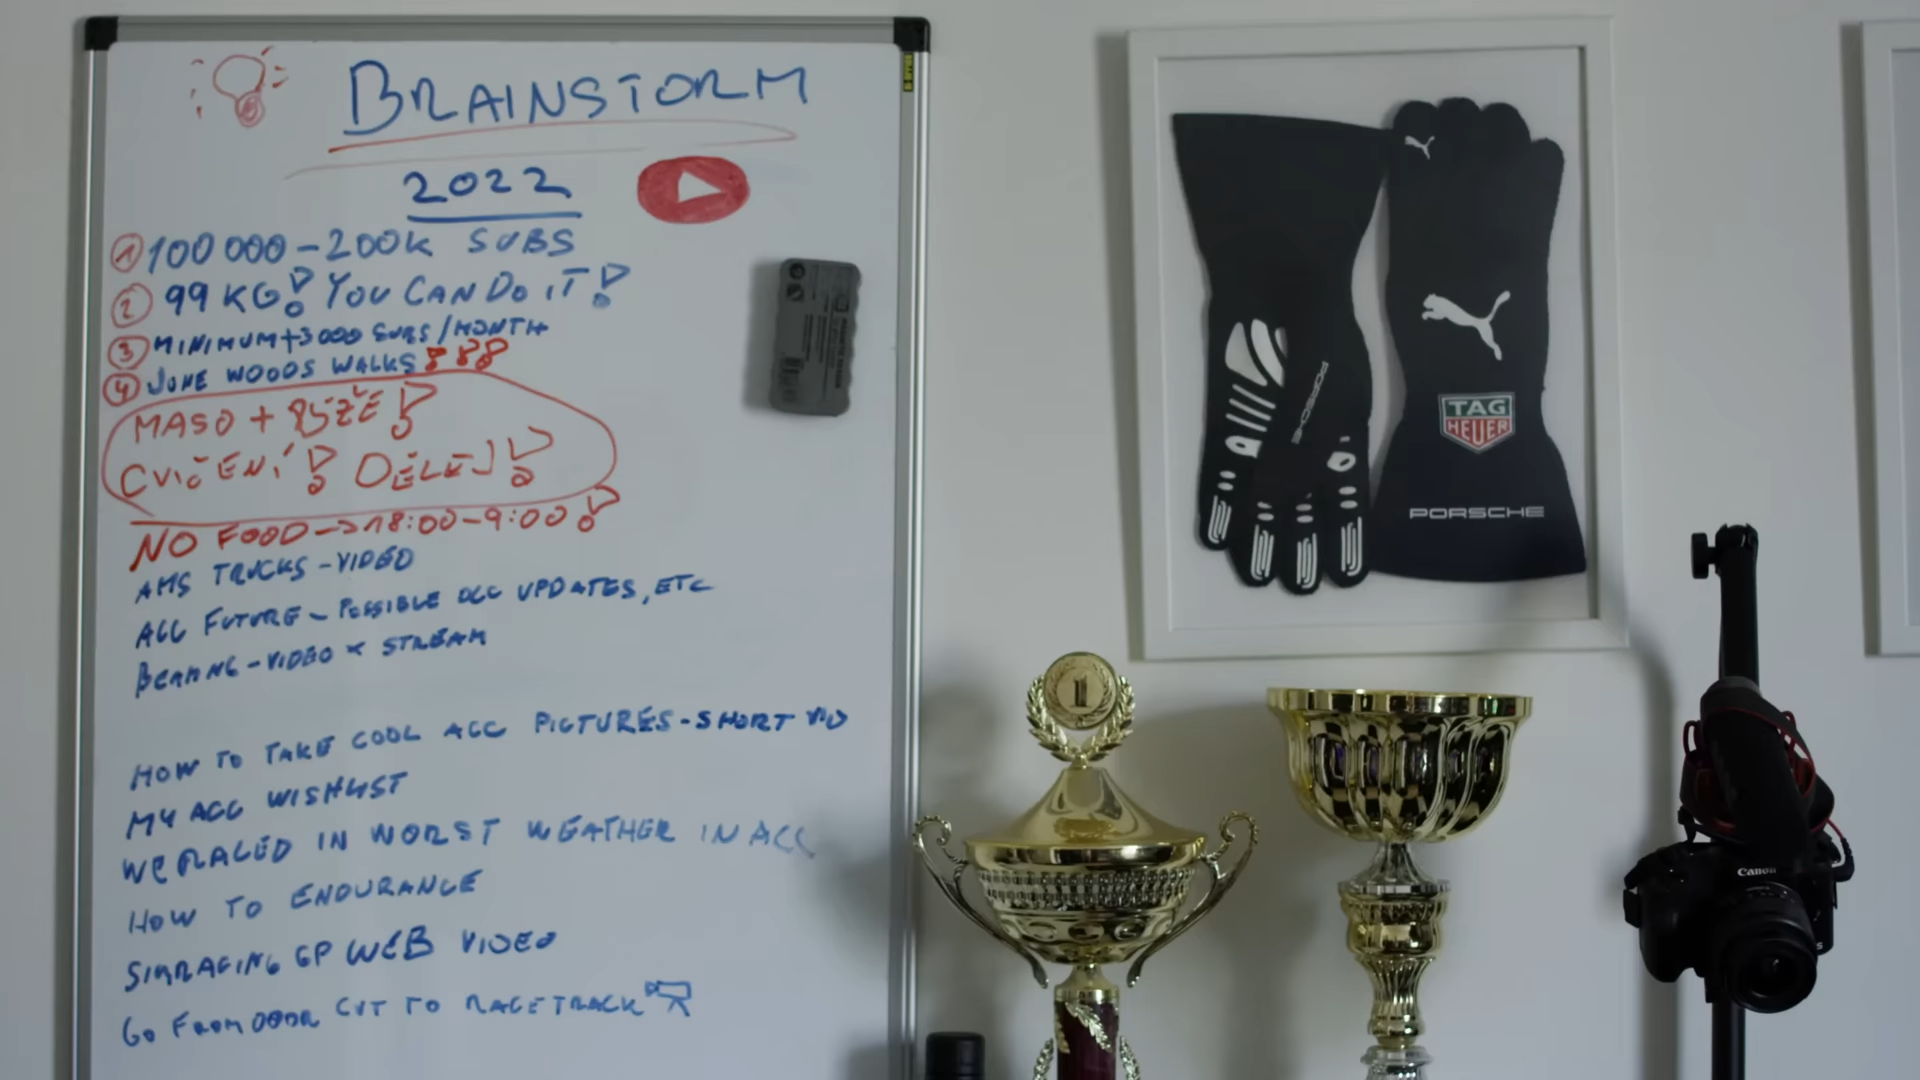 BRAINSTORM
2022
1 100 000 - 200K SUBS
2 99 KG! YOU CAN DO IT!
3 MINIMUM +3000 SUBS/MONTH
4 JUNE WOODS WALKS !!!
MASO + RÝŽE!
CVIČENÍ! DĚLEJ!
NO FOOD -> 18:00-9:00!
AMS TRUCKS - VIDEO
ACC FUTURE - POSSIBLE DLC UPDATES, ETC
BEAMNG - VIDEO + STREAM
HOW TO TAKE COOL ACC PICTURES - SHORT VID
MY ACC WISHLIST
WE RACED IN WORST WEATHER IN ACC
HOW TO ENDURANCE
SIMRACING GP WEB VIDEO
GO FROM DOOR CUT TO RACETRACK
PORSCHE
TAG
HEUER
PORSCHE
1
Canon